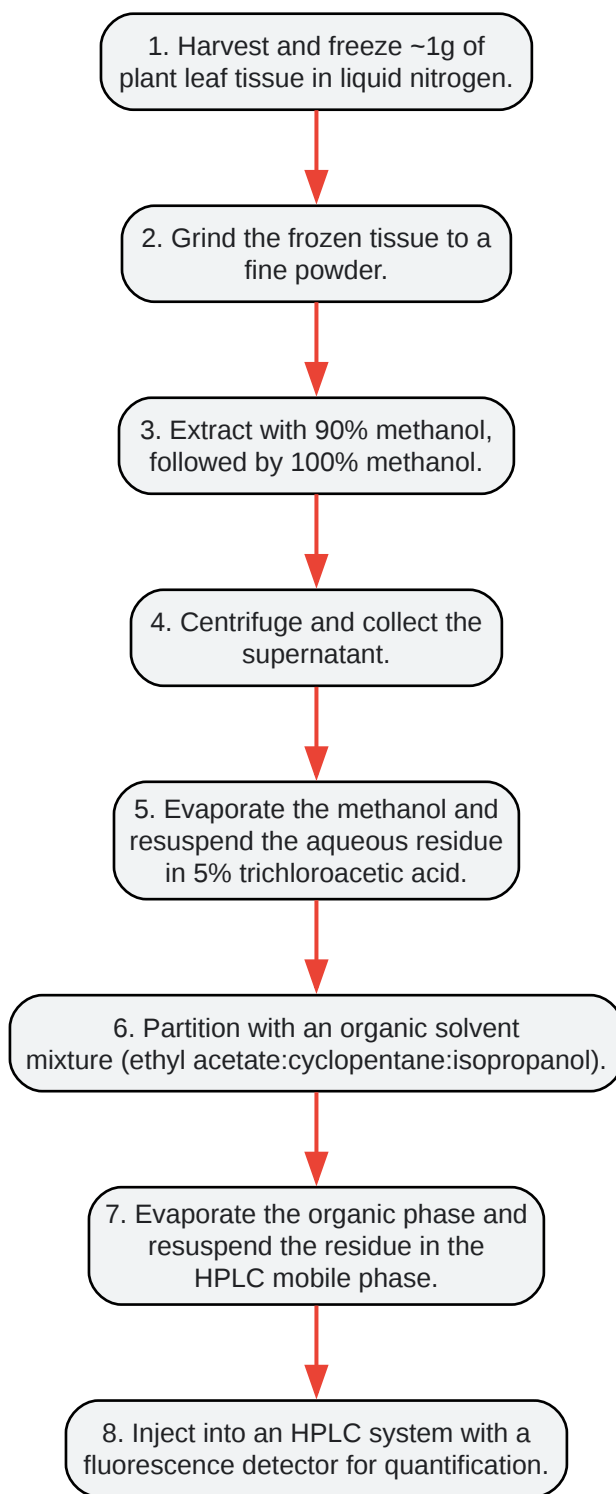 1. Harvest and freeze ~1g of
plant leaf tissue in liquid nitrogen.
2. Grind the frozen tissue to a
fine powder.
3. Extract with 90% methanol,
followed by 100% methanol.
4. Centrifuge and collect the
supernatant.
5. Evaporate the methanol and
resuspend the aqueous residue
in 5% trichloroacetic acid.
6. Partition with an organic solvent
mixture (ethyl acetate:cyclopentane:isopropanol).
7. Evaporate the organic phase and
resuspend the residue in the
HPLC mobile phase.
8. Inject into an HPLC system with a
fluorescence detector for quantification.